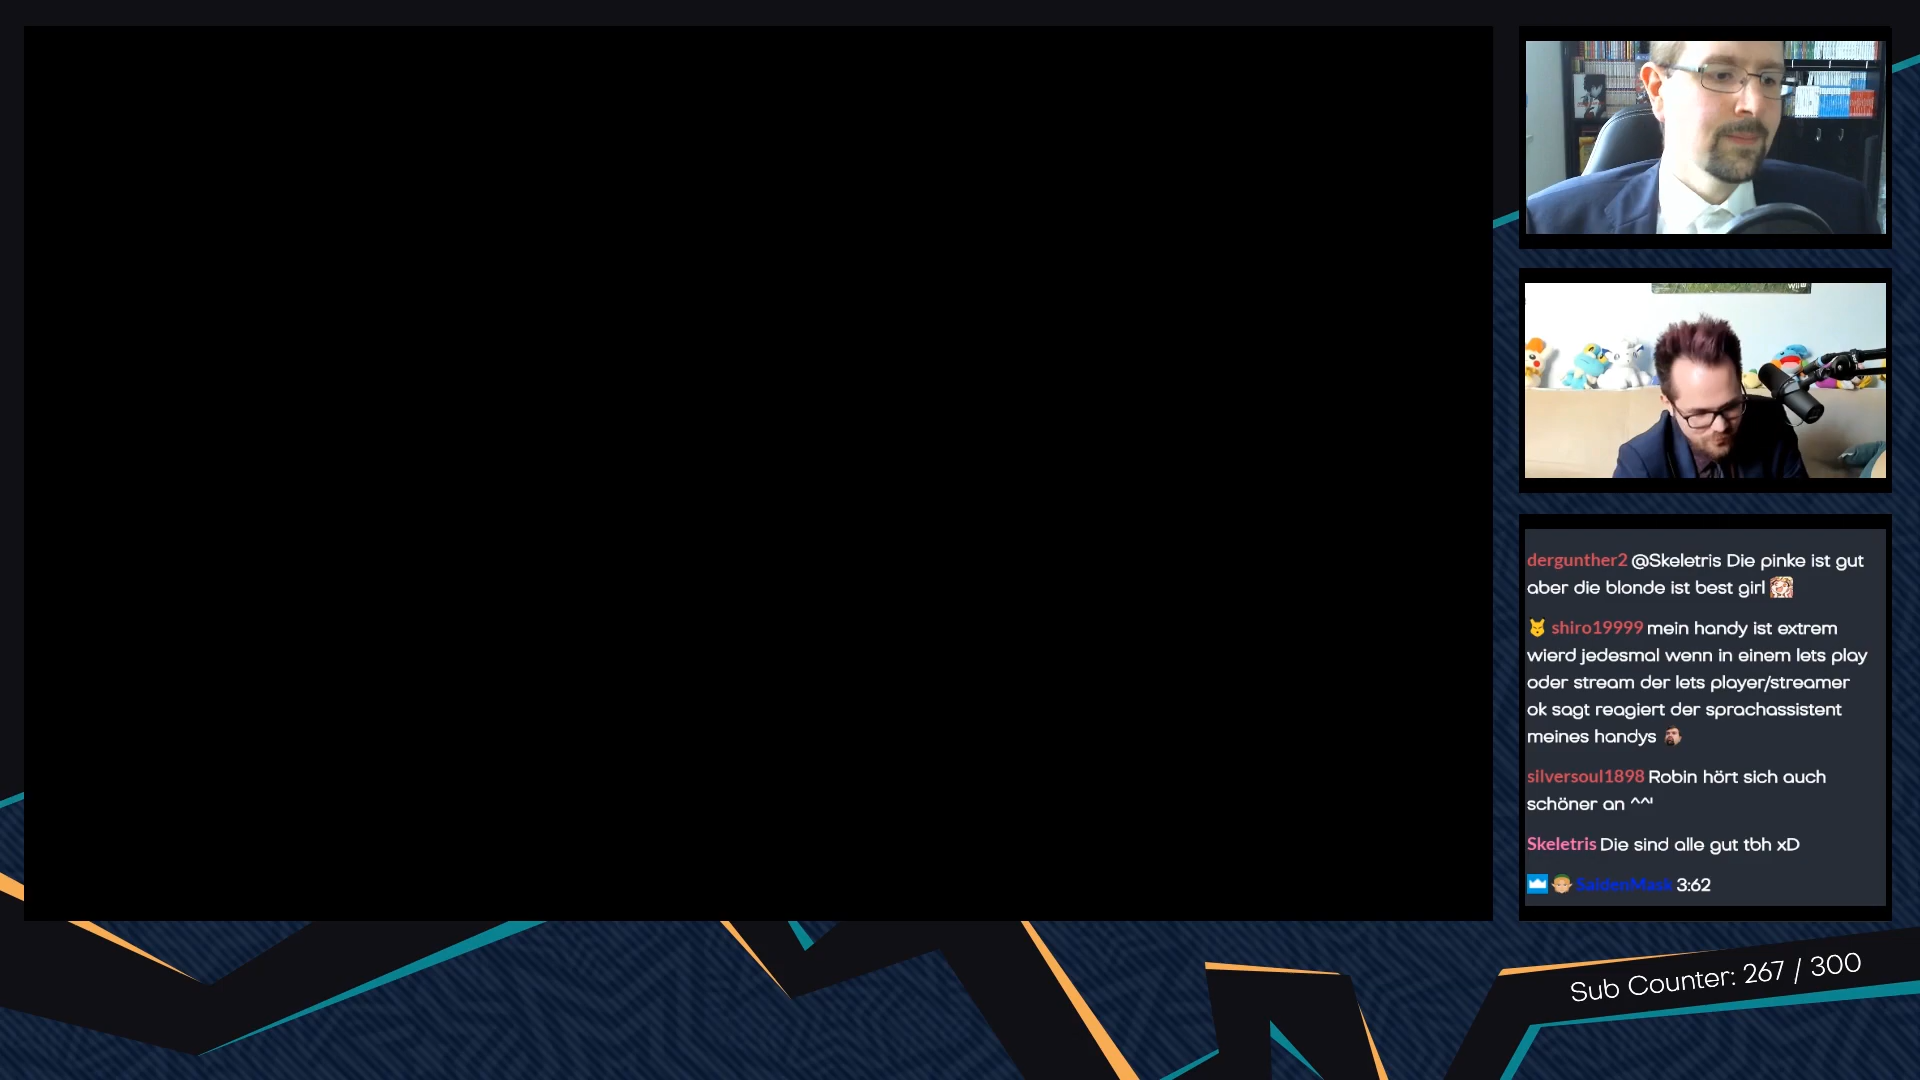 dergunther2 @Skeletris Die pinke ist gut
aber die blonde ist best girl
shiro19999 mein handy ist extrem
wierd jedesmal wenn in einem lets play
oder stream der lets player/streamer
ok sagt reagiert der sprachassistent
meines handys
silversoul1898 Robin hört sich auch
schöner an ^^'
Skeletris Die sind alle gut tbh xD
SaidenMask 3:62
Sub Counter: 267 / 300